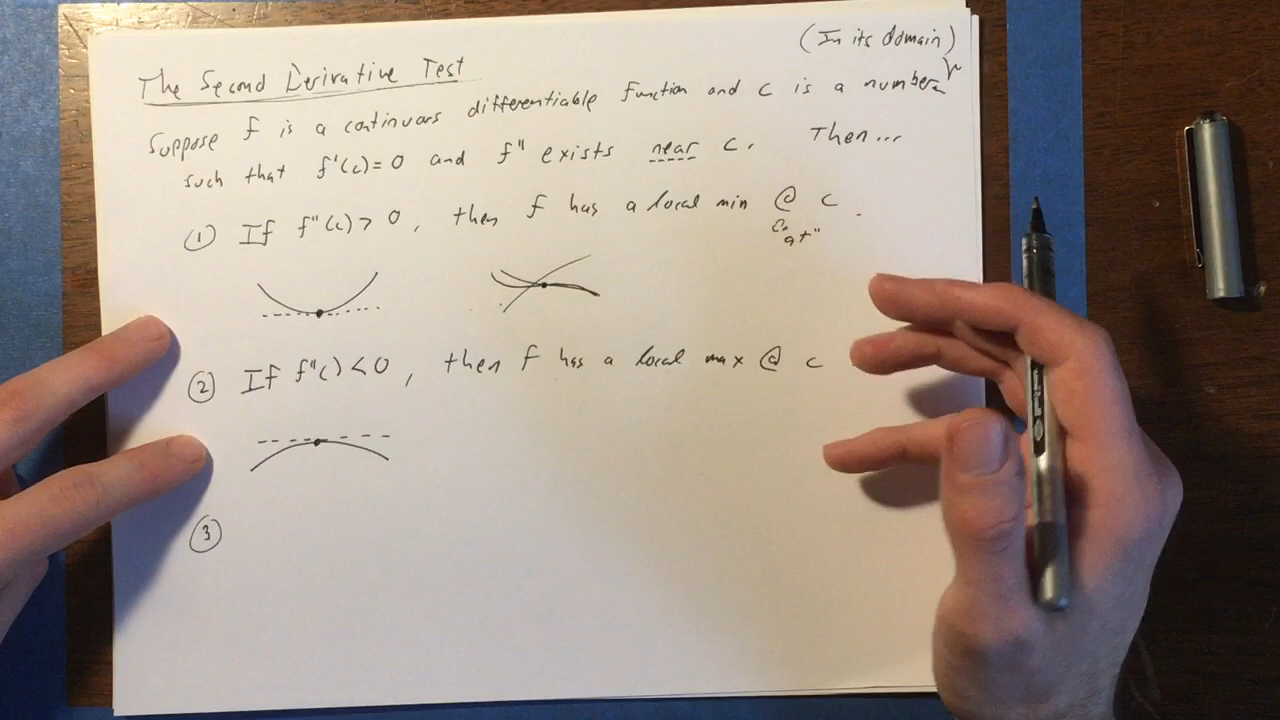 (In its domain)
The Second Derivative Test
Suppose f is a continuous differentiable function and c is a number
such that f'(c)=0 and f" exists near c. Then...
① If f"(c) > 0, then f has a local min @ c.
"at"
② If f"(c) < 0, then f has a local max @ c
③